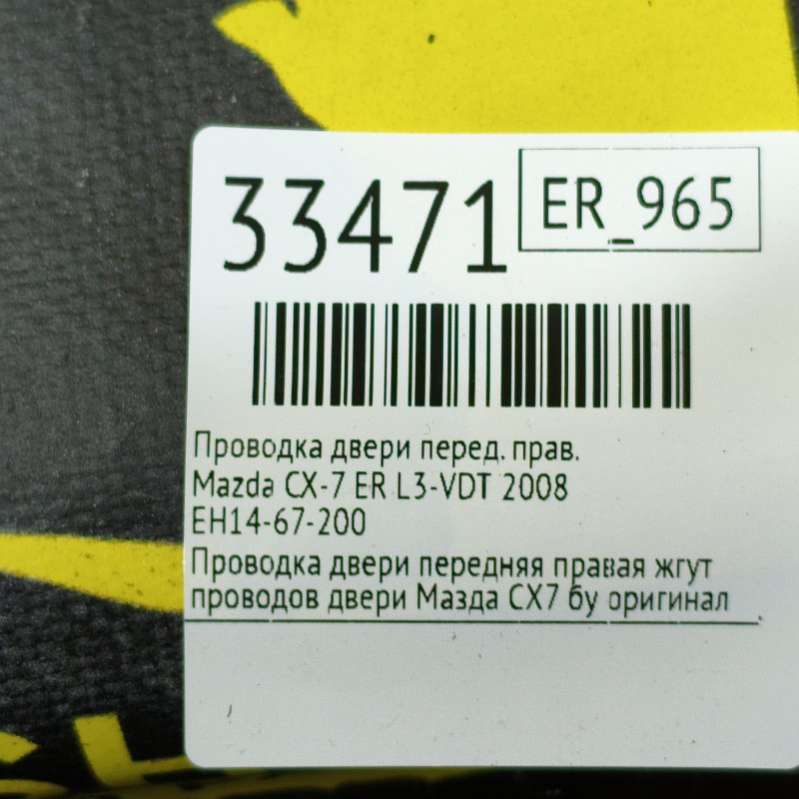 33471
ER_965
Проводка двери перед. прав.
Mazda CX-7 ER L3-VDT 2008
EH14-67-200
Проводка двери передняя правая жгут
проводов двери Мазда CX7 бу оригинал